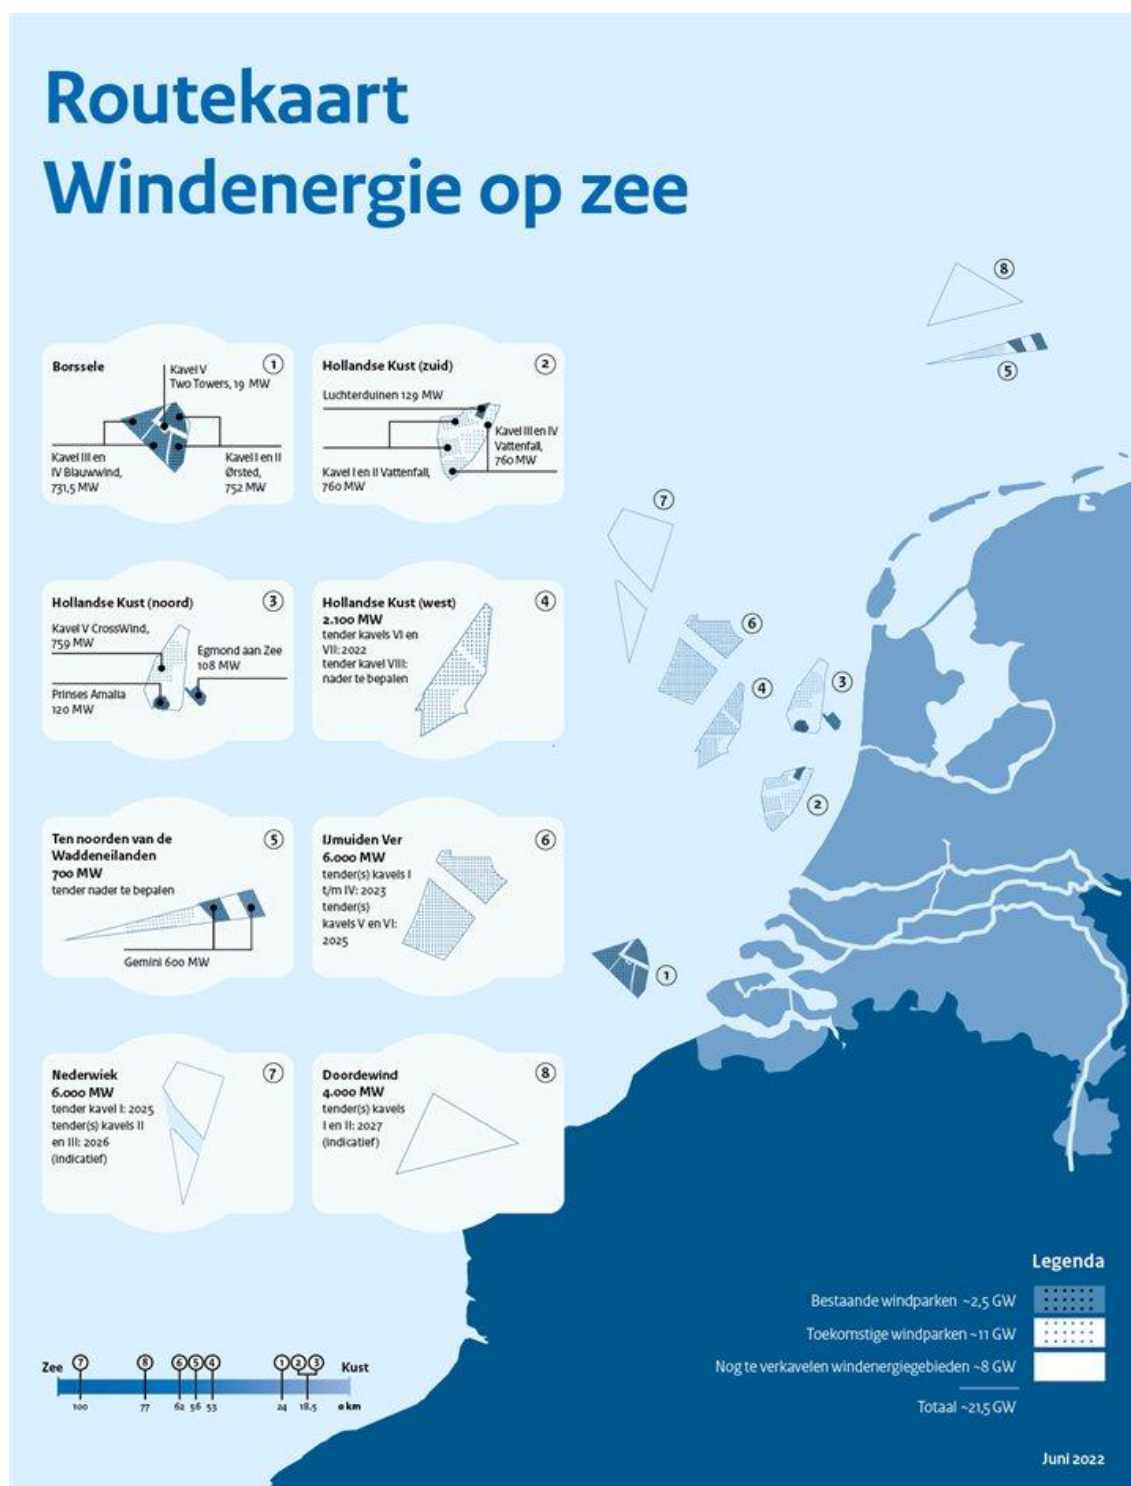 Routekaart
Windenergie op zee
Borssele
1
Kavel V
Two Towers, 19 MW
Kavel III en
IV Blauwwind,
731,5 MW
Kavel I en II
Ørsted,
752 MW
Hollandse Kust (zuid)
2
Luchterduinen 129 MW
Kavel III en IV
Vattenfall,
760 MW
Kavel I en II Vattenfall,
760 MW
Hollandse Kust (noord)
3
Kavel V CrossWind,
759 MW
Egmond aan Zee
108 MW
Prinses Amalia
120 MW
Hollandse Kust (west)
4
2.100 MW
tender kavels VI en
VII: 2022
tender kavel VIII:
nader te bepalen
Ten noorden van de
Waddeneilanden
5
700 MW
tender nader te bepalen
Gemini 600 MW
IJmuiden Ver
6
6.000 MW
tender(s) kavels I
t/m IV: 2023
tender(s)
kavels V en VI:
2025
Nederwiek
7
6.000 MW
tender kavel I: 2025
tender(s) kavels II
en III: 2026
(indicatief)
Doordewind
8
4.000 MW
tender(s) kavels
I en II: 2027
(indicatief)
8
5
7
6
4
3
2
1
Legenda
Bestaande windparken ~2,5 GW
Toekomstige windparken ~11 GW
Nog te verkavelen windenergiegebieden ~8 GW
Totaal ~21,5 GW
Zee 7 8 6 5 4 1 2 3 Kust
100 77 62 56 53 24 18,5 0 km
Juni 2022